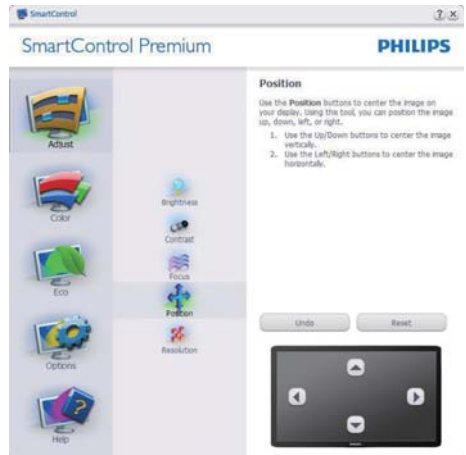 SmartControl
? ×
SmartControl Premium
PHILIPS
Adjust
Color
Eco
Options
Help
Brightness
Contrast
Focus
Position
Resolution
Position
Use the Position buttons to center the image on
your display. Using the tool, you can position the image
up, down, left, or right.
1. Use the Up/Down buttons to center the image
vertically.
2. Use the Left/Right buttons to center the image
horizontally.
Undo
Reset